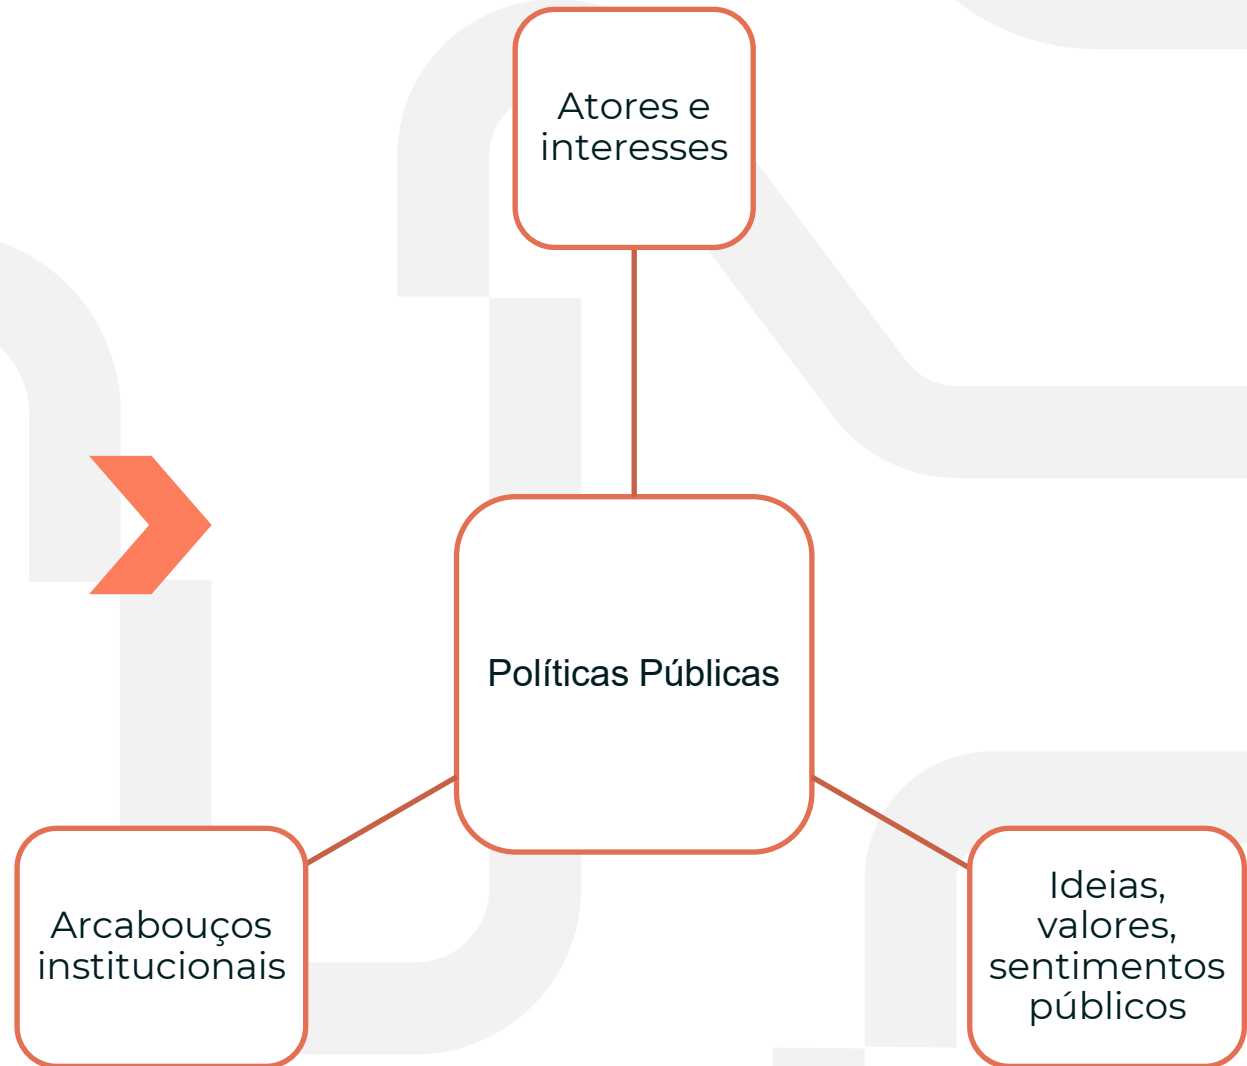 Atores e
interesses
Políticas Públicas
Arcabouços
institucionais
Ideias,
valores,
sentimentos
públicos